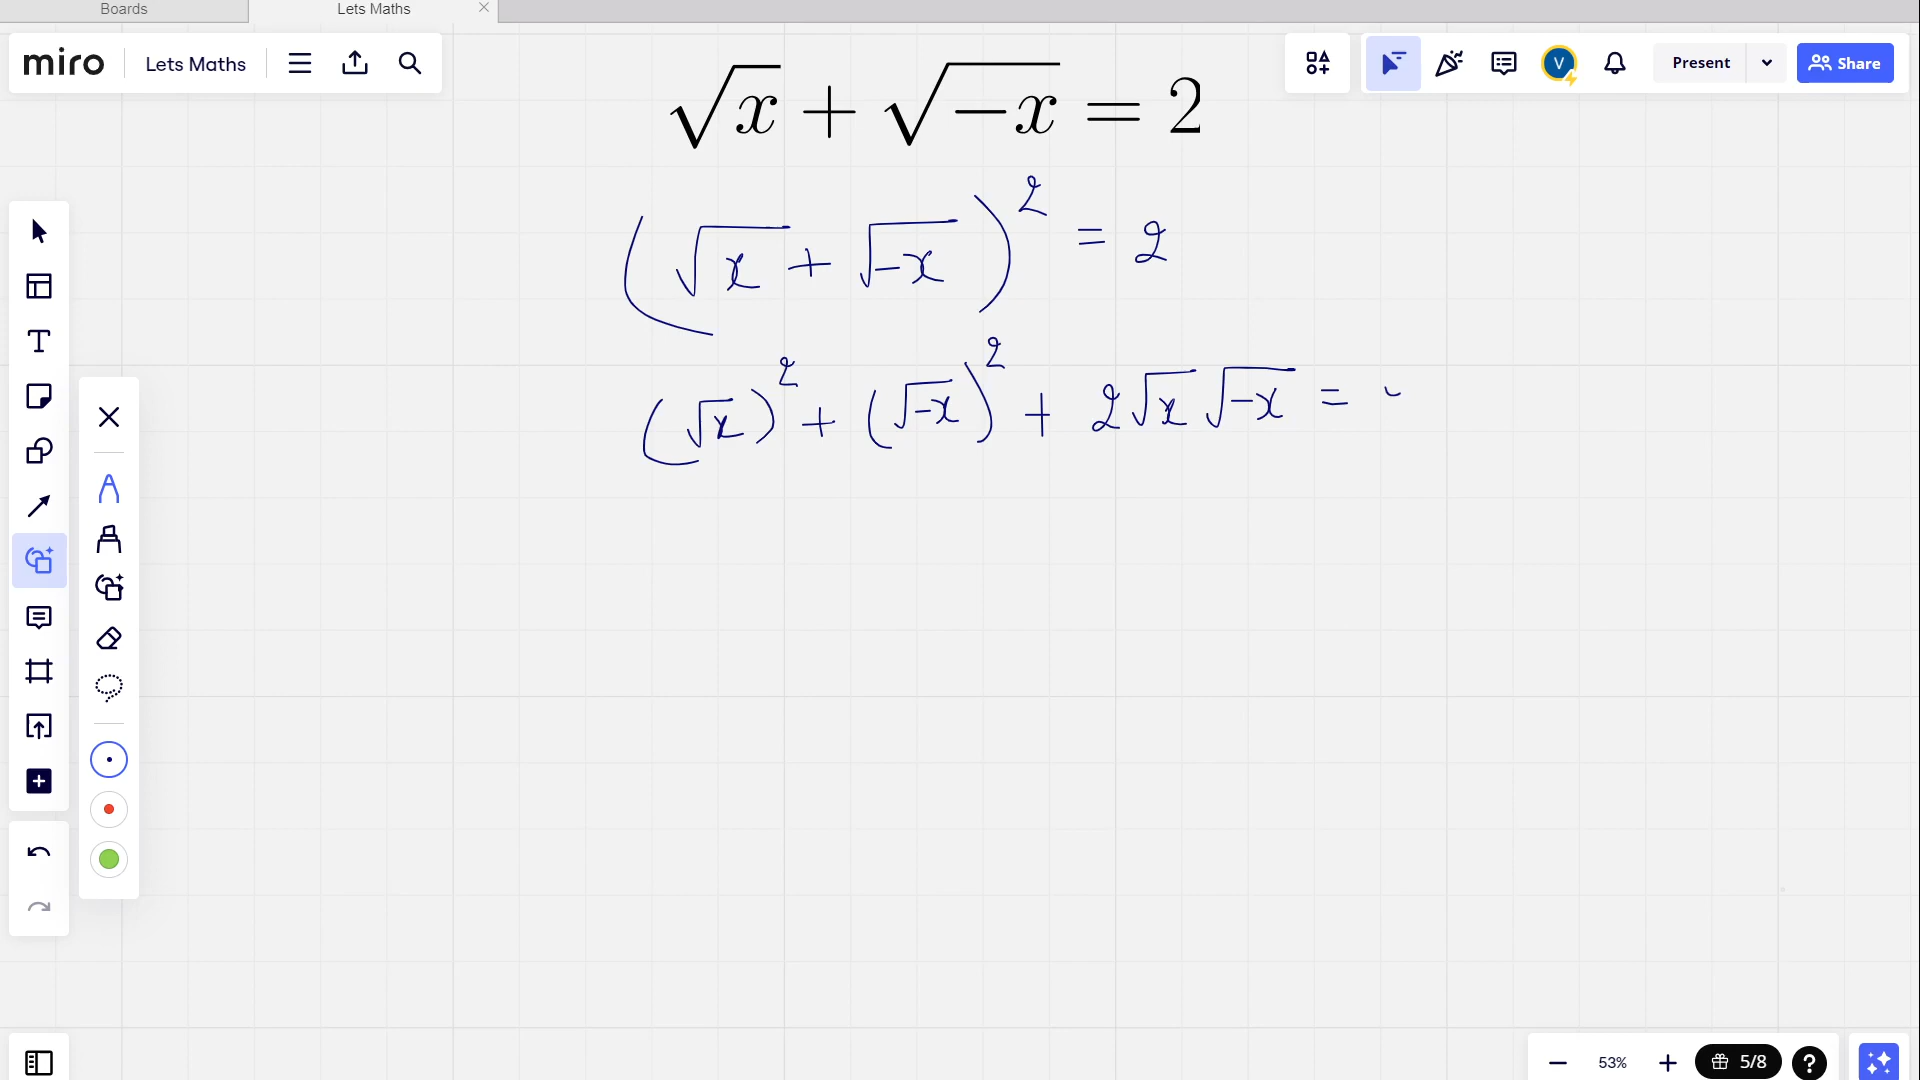 Boards
Lets Maths
miro
Lets Maths
V
Present
Share
√x + √−x = 2
(√x + √−x)² = 2
(√x)² + (√−x)² + 2√x√−x =
53%
5/8
?